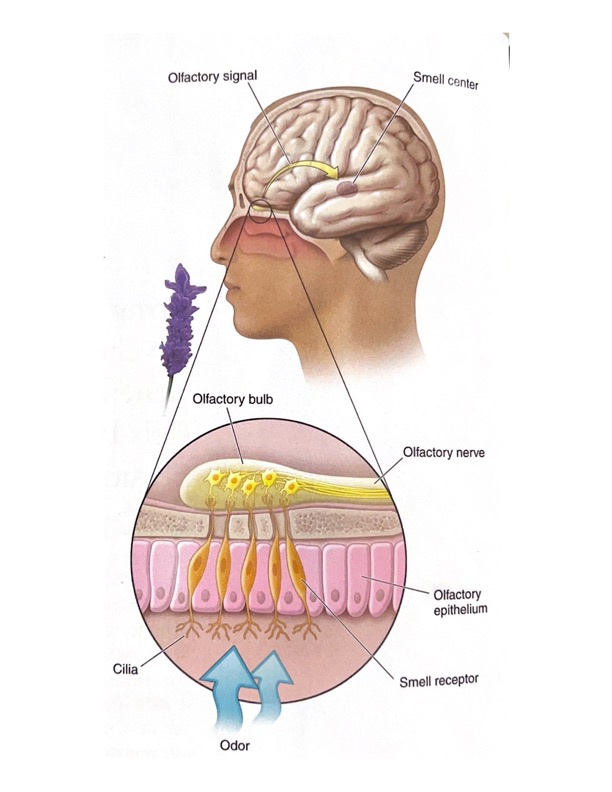 Olfactory signal
Smell center
Olfactory bulb
Olfactory nerve
Olfactory
epithelium
Cilia
Smell receptor
Odor